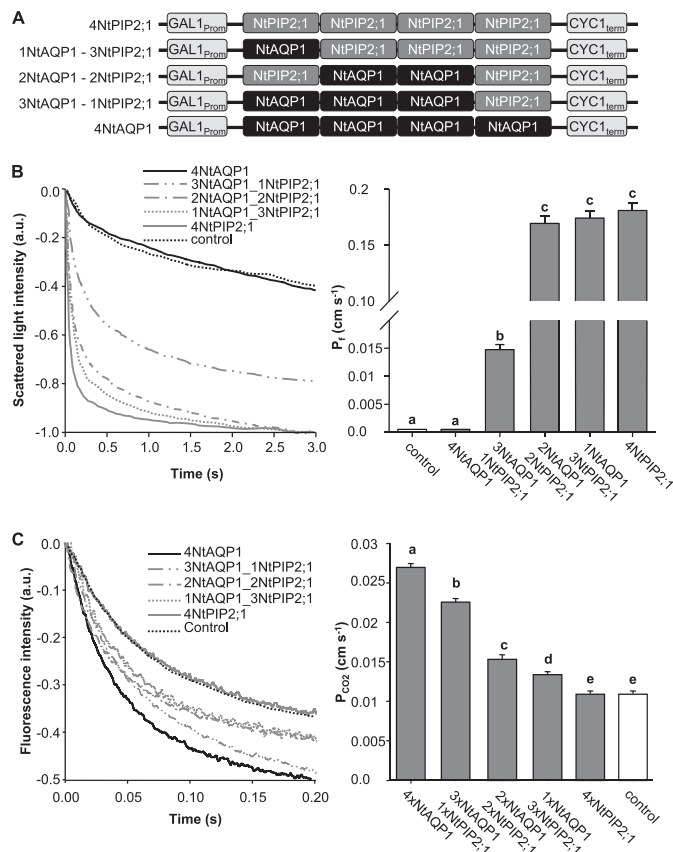 A
4NtPIP2;1 GAL1Prom NtPIP2;1 NtPIP2;1 NtPIP2;1 NtPIP2;1 CYC1term
1NtAQP1 - 3NtPIP2;1 GAL1Prom NtAQP1 NtPIP2;1 NtPIP2;1 NtPIP2;1 CYC1term
2NtAQP1 - 2NtPIP2;1 GAL1Prom NtPIP2;1 NtAQP1 NtAQP1 NtPIP2;1 CYC1term
3NtAQP1 - 1NtPIP2;1 GAL1Prom NtAQP1 NtAQP1 NtAQP1 NtPIP2;1 CYC1term
4NtAQP1 GAL1Prom NtAQP1 NtAQP1 NtAQP1 NtAQP1 CYC1term
B
4NtAQP1
3NtAQP1_1NtPIP2;1
2NtAQP1_2NtPIP2;1
1NtAQP1_3NtPIP2;1
4NtPIP2;1
control
Scattered light intensity (a.u.)
0.0
-0.2
-0.4
-0.6
-0.8
-1.0
0.0 0.5 1.0 1.5 2.0 2.5 3.0
Time (s)
Pf (cm s-1)
0.2
0.15
0.10
0.015
0.010
0.005
0.000
a a b c c c
control
4NtAQP1
3NtAQP1
1NtPIP2;1
2NtAQP1
2NtPIP2;1
1NtAQP1
3NtPIP2;1
4NtPIP2;1
C
4NtAQP1
3NtAQP1_1NtPIP2;1
2NtAQP1_2NtPIP2;1
1NtAQP1_3NtPIP2;1
4NtPIP2;1
Control
Fluorescence intensity (a.u.)
0.0
-0.1
-0.2
-0.3
-0.4
-0.5
0.00 0.05 0.10 0.15 0.20
Time (s)
PCO2 (cm s-1)
0.03
0.025
0.02
0.015
0.01
0.005
0
a b c d e e
4xNtAQP1
3xNtAQP1
1xNtPIP2;1
2xNtAQP1
2xNtPIP2;1
1xNtAQP1
3xNtPIP2;1
4xNtPIP2;1
control